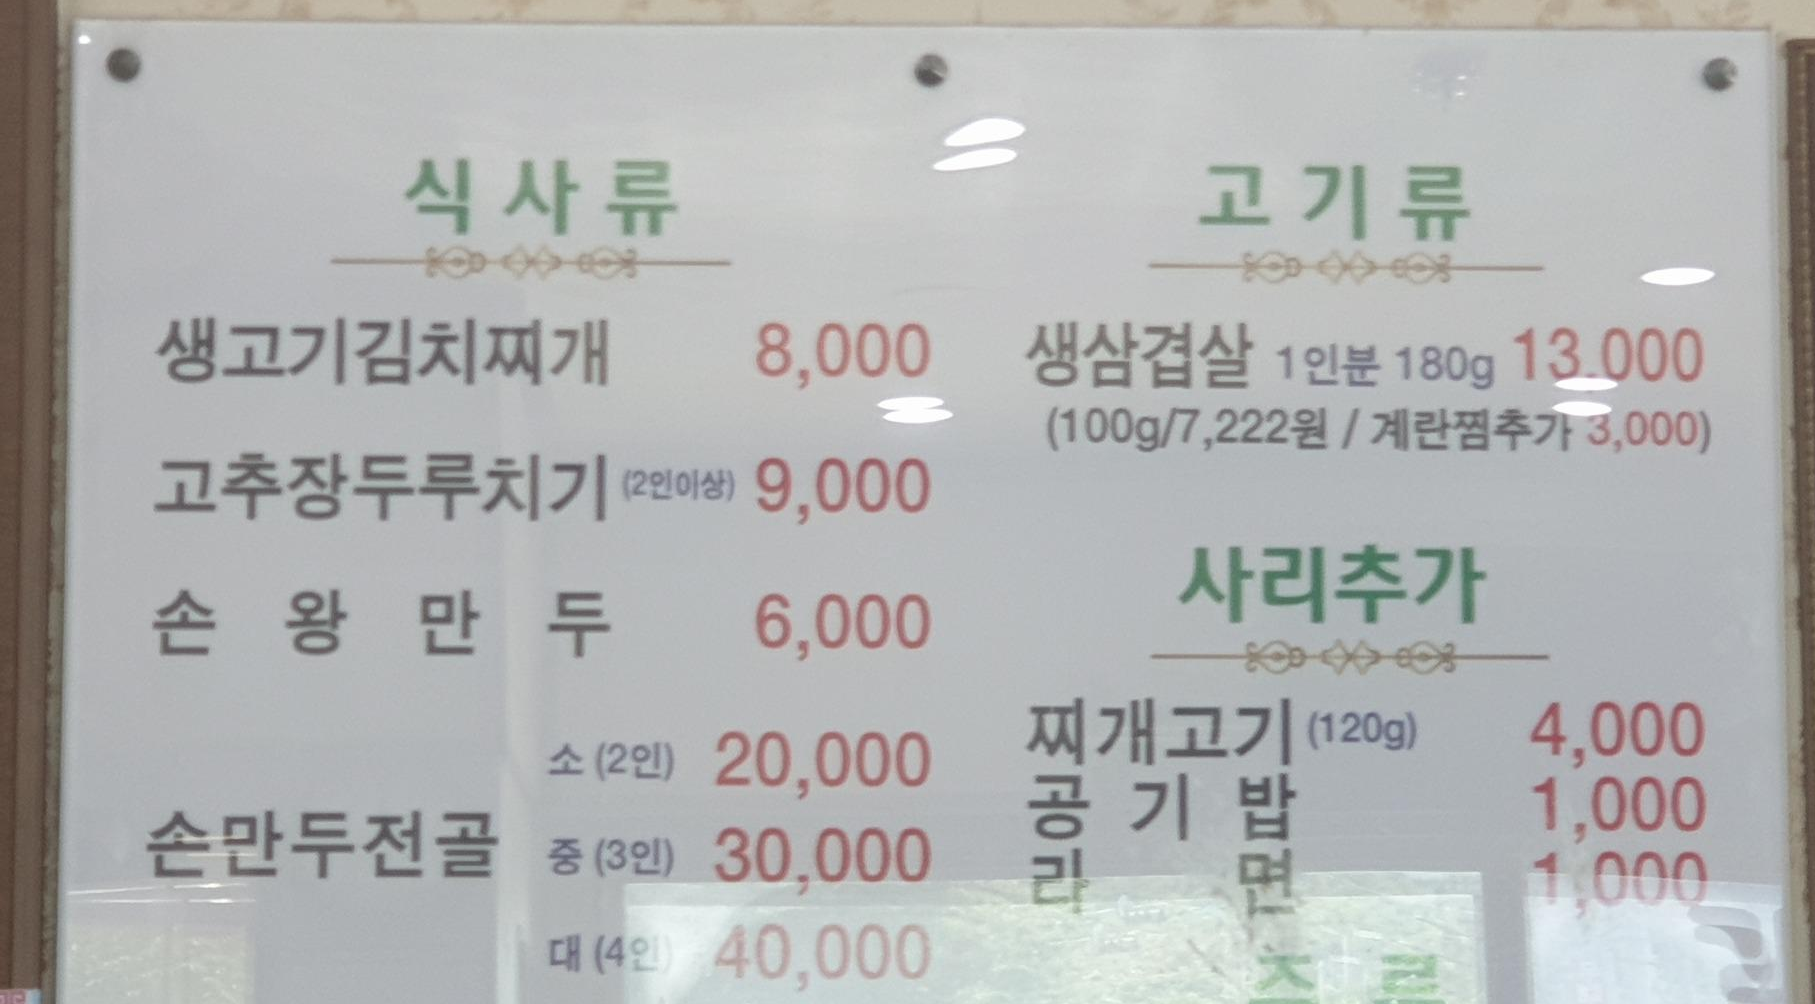 식사류
생고기김치찌개 8,000
고추장두루치기 (2인이상) 9,000
손왕만두 6,000
손만두전골 소 (2인) 20,000
중 (3인) 30,000
대 (4인) 40,000
고기류
생삼겹살 1인분 180g 13,000
(100g/7,222원 / 계란찜추가 3,000)
사리추가
찌개고기 (120g) 4,000
공기밥 1,000
라면 1,000
주류